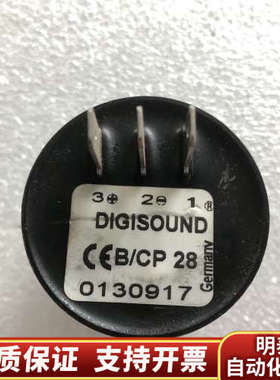 3⊕ 2⊖ 1®
DIGISOUND
CE B/CP 28
Germany
0130917
质保证 支持开票
明
自动化